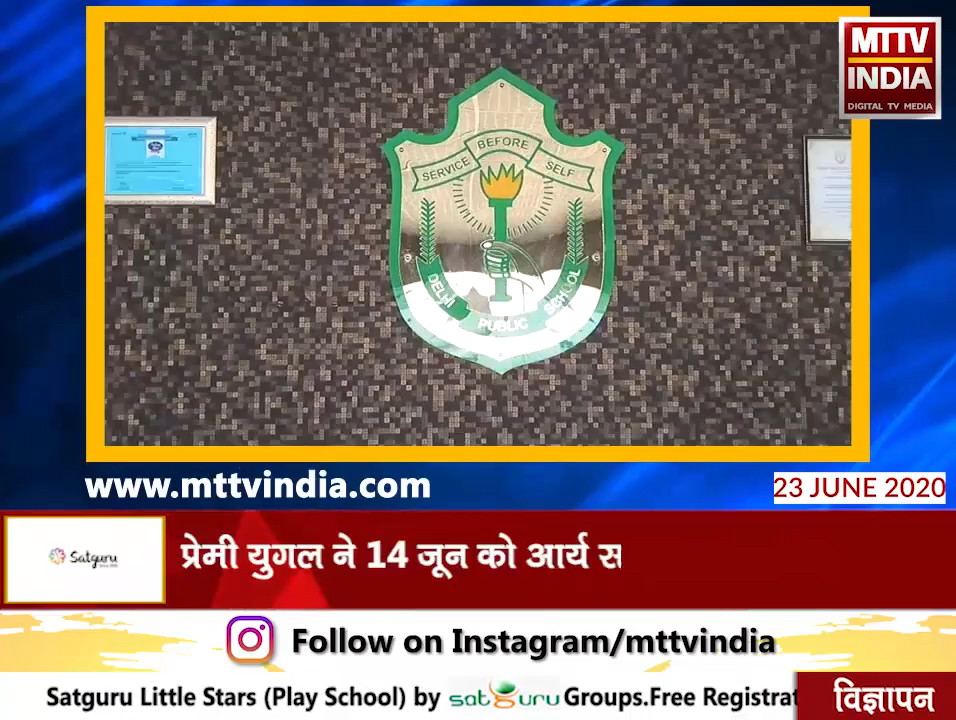 MTTV
INDIA
DIGITAL TV MEDIA
SERVICE BEFORE SELF
DELHI PUBLIC SCHOOL
www.mttvindia.com
23 JUNE 2020
Satguru
प्रेमी युगल ने 14 जून को आर्य स
Follow on Instagram/mttvindia
Satguru Little Stars (Play School) by satguru Groups.Free Registrat
विज्ञापन